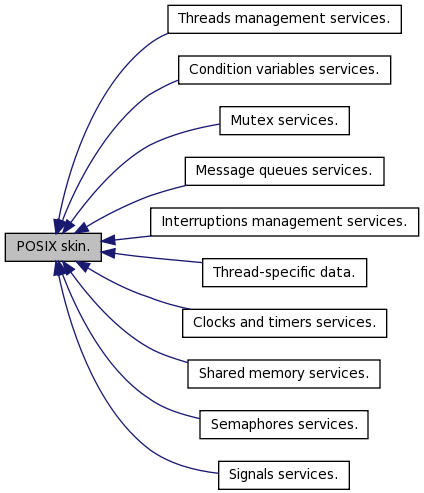 Threads management services.
Condition variables services.
Mutex services.
Message queues services.
Interruptions management services.
POSIX skin.
Thread-specific data.
Clocks and timers services.
Shared memory services.
Semaphores services.
Signals services.